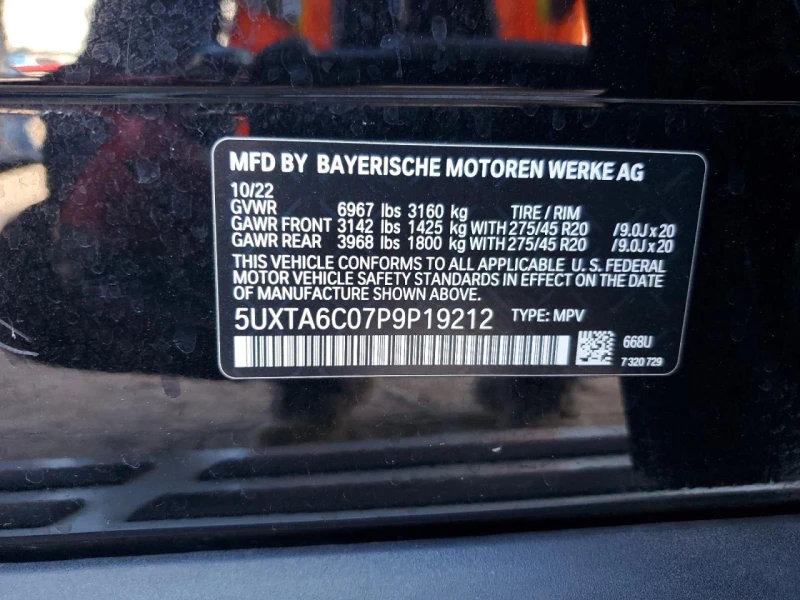 MFD BY BAYERISCHE MOTOREN WERKE AG
10/22
GVWR 6967 lbs 3160 kg TIRE / RIM
GAWR FRONT 3142 lbs 1425 kg WITH 275/45 R20 /9.0J x 20
GAWR REAR 3968 lbs 1800 kg WITH 275/45 R20 /9.0J x 20
THIS VEHICLE CONFORMS TO ALL APPLICABLE U. S. FEDERAL
MOTOR VEHICLE SAFETY STANDARDS IN EFFECT ON THE DATE
OF MANUFACTURE SHOWN ABOVE.
5UXTA6C07P9P19212 TYPE: MPV
668U
7 320 729